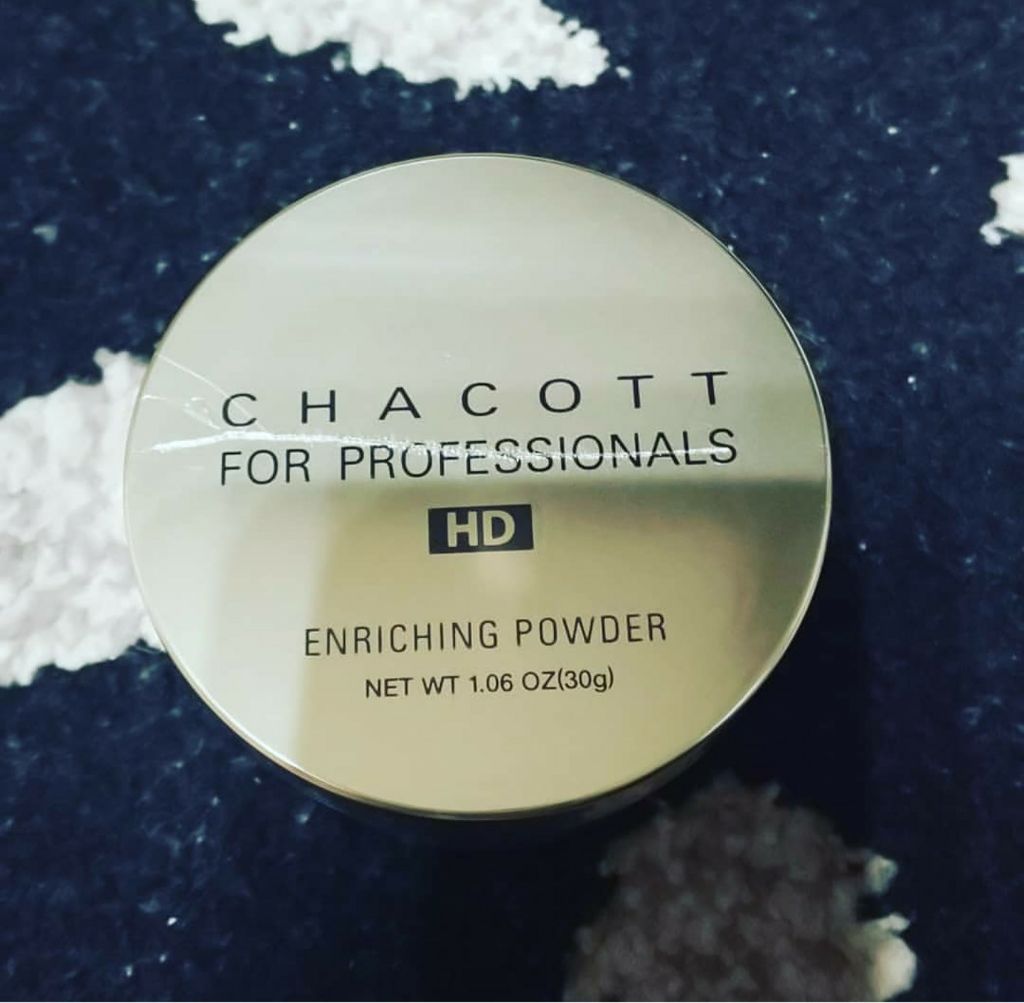 CHACOTT
FOR PROFESSIONALS
HD
ENRICHING POWDER
NET WT 1.06 OZ(30g)